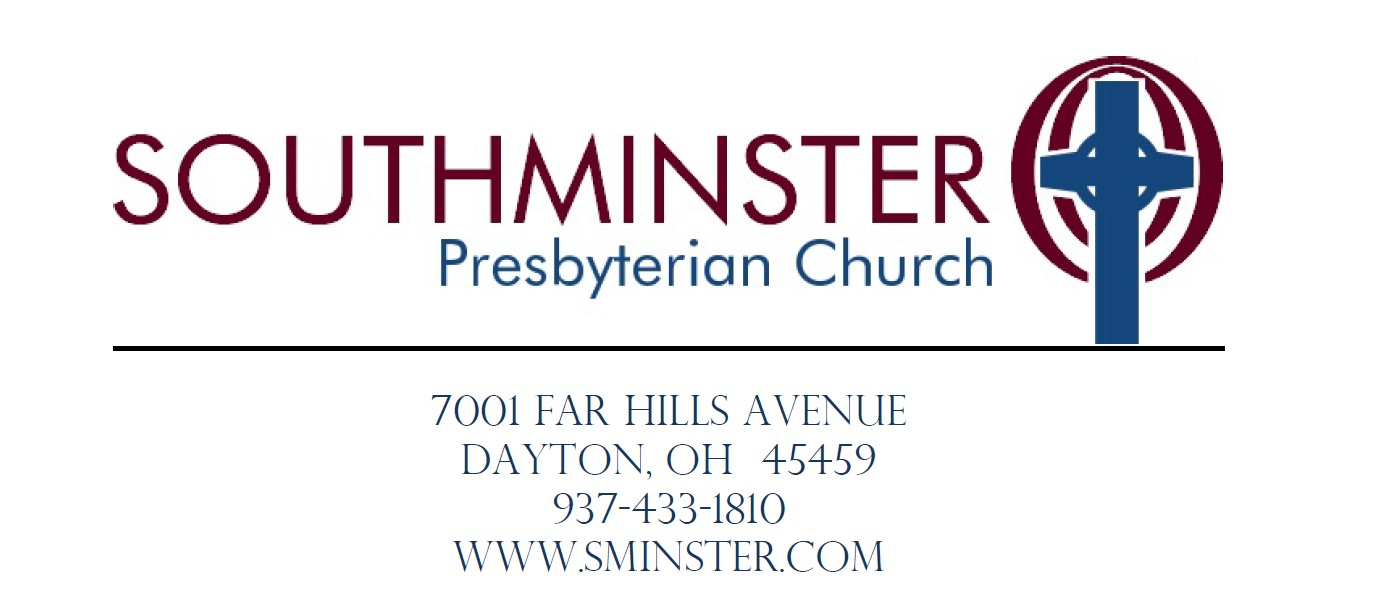 SOUTHMINSTER
Presbyterian Church
7001 FAR HILLS AVENUE
DAYTON, OH  45459
937-433-1810
WWW.SMINSTER.COM